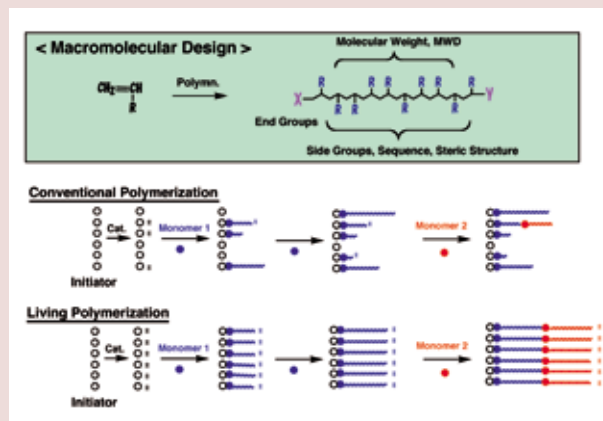 < Macromolecular Design >
Molecular Weight, MWD
CH2=CH
R
Polymn.
R R R R R R
X Y
R R R R R
End Groups
Side Groups, Sequence, Steric Structure
Conventional Polymerization
Cat. Monomer 1 Monomer 2
Initiator
Living Polymerization
Cat. Monomer 1 Monomer 2
Initiator